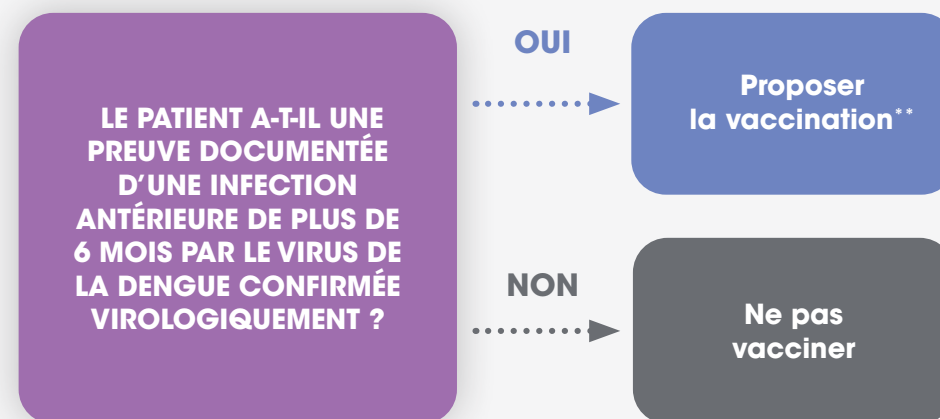 LE PATIENT A-T-IL UNE
PREUVE DOCUMENTÉE
D'UNE INFECTION
ANTÉRIEURE DE PLUS DE
6 MOIS PAR LE VIRUS DE
LA DENGUE CONFIRMÉE
VIROLOGIQUEMENT ?
OUI
Proposer
la vaccination**
NON
Ne pas
vacciner